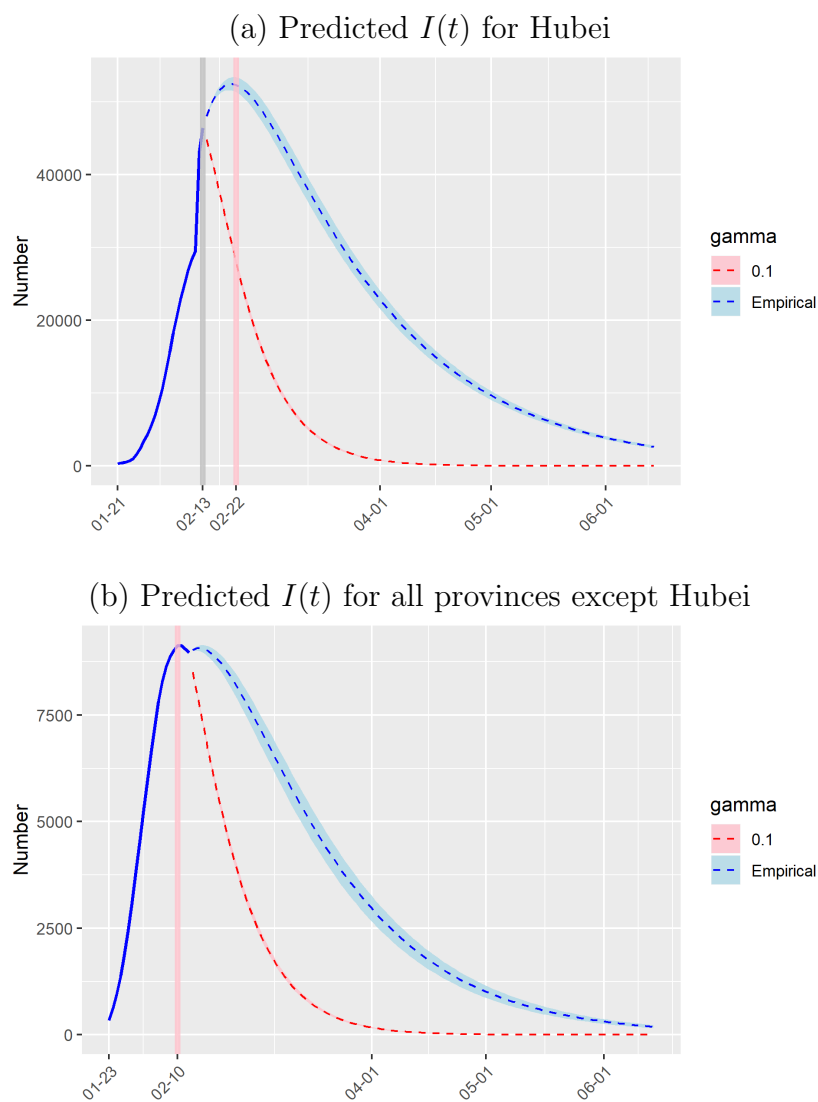 (a) Predicted I(t) for Hubei
Number
40000
20000
0
01-21
02-13
02-22
04-01
05-01
06-01
gamma
0.1
Empirical
(b) Predicted I(t) for all provinces except Hubei
Number
7500
5000
2500
0
01-23
02-10
04-01
05-01
06-01
gamma
0.1
Empirical